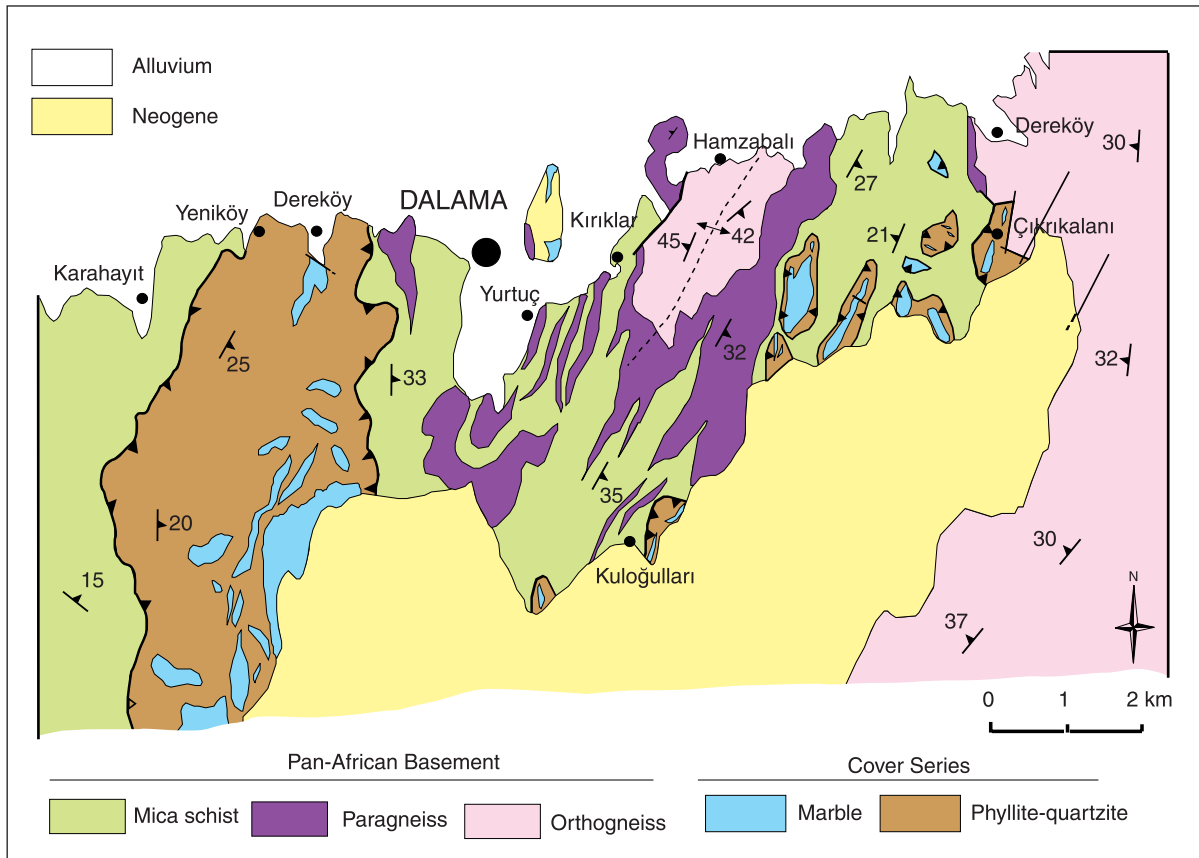 Alluvium
Neogene
Hamzabalı
Dereköy
30
27
Dereköy
DALAMA
Yeniköy
Kırıklar
45
42
21
Çıkrıkalanı
Karahayıt
Yurtuç
25
33
32
32
35
20
30
15
Kuloğulları
37
N
0 1 2 km
Pan-African Basement
Cover Series
Mica schist
Paragneiss
Orthogneiss
Marble
Phyllite-quartzite